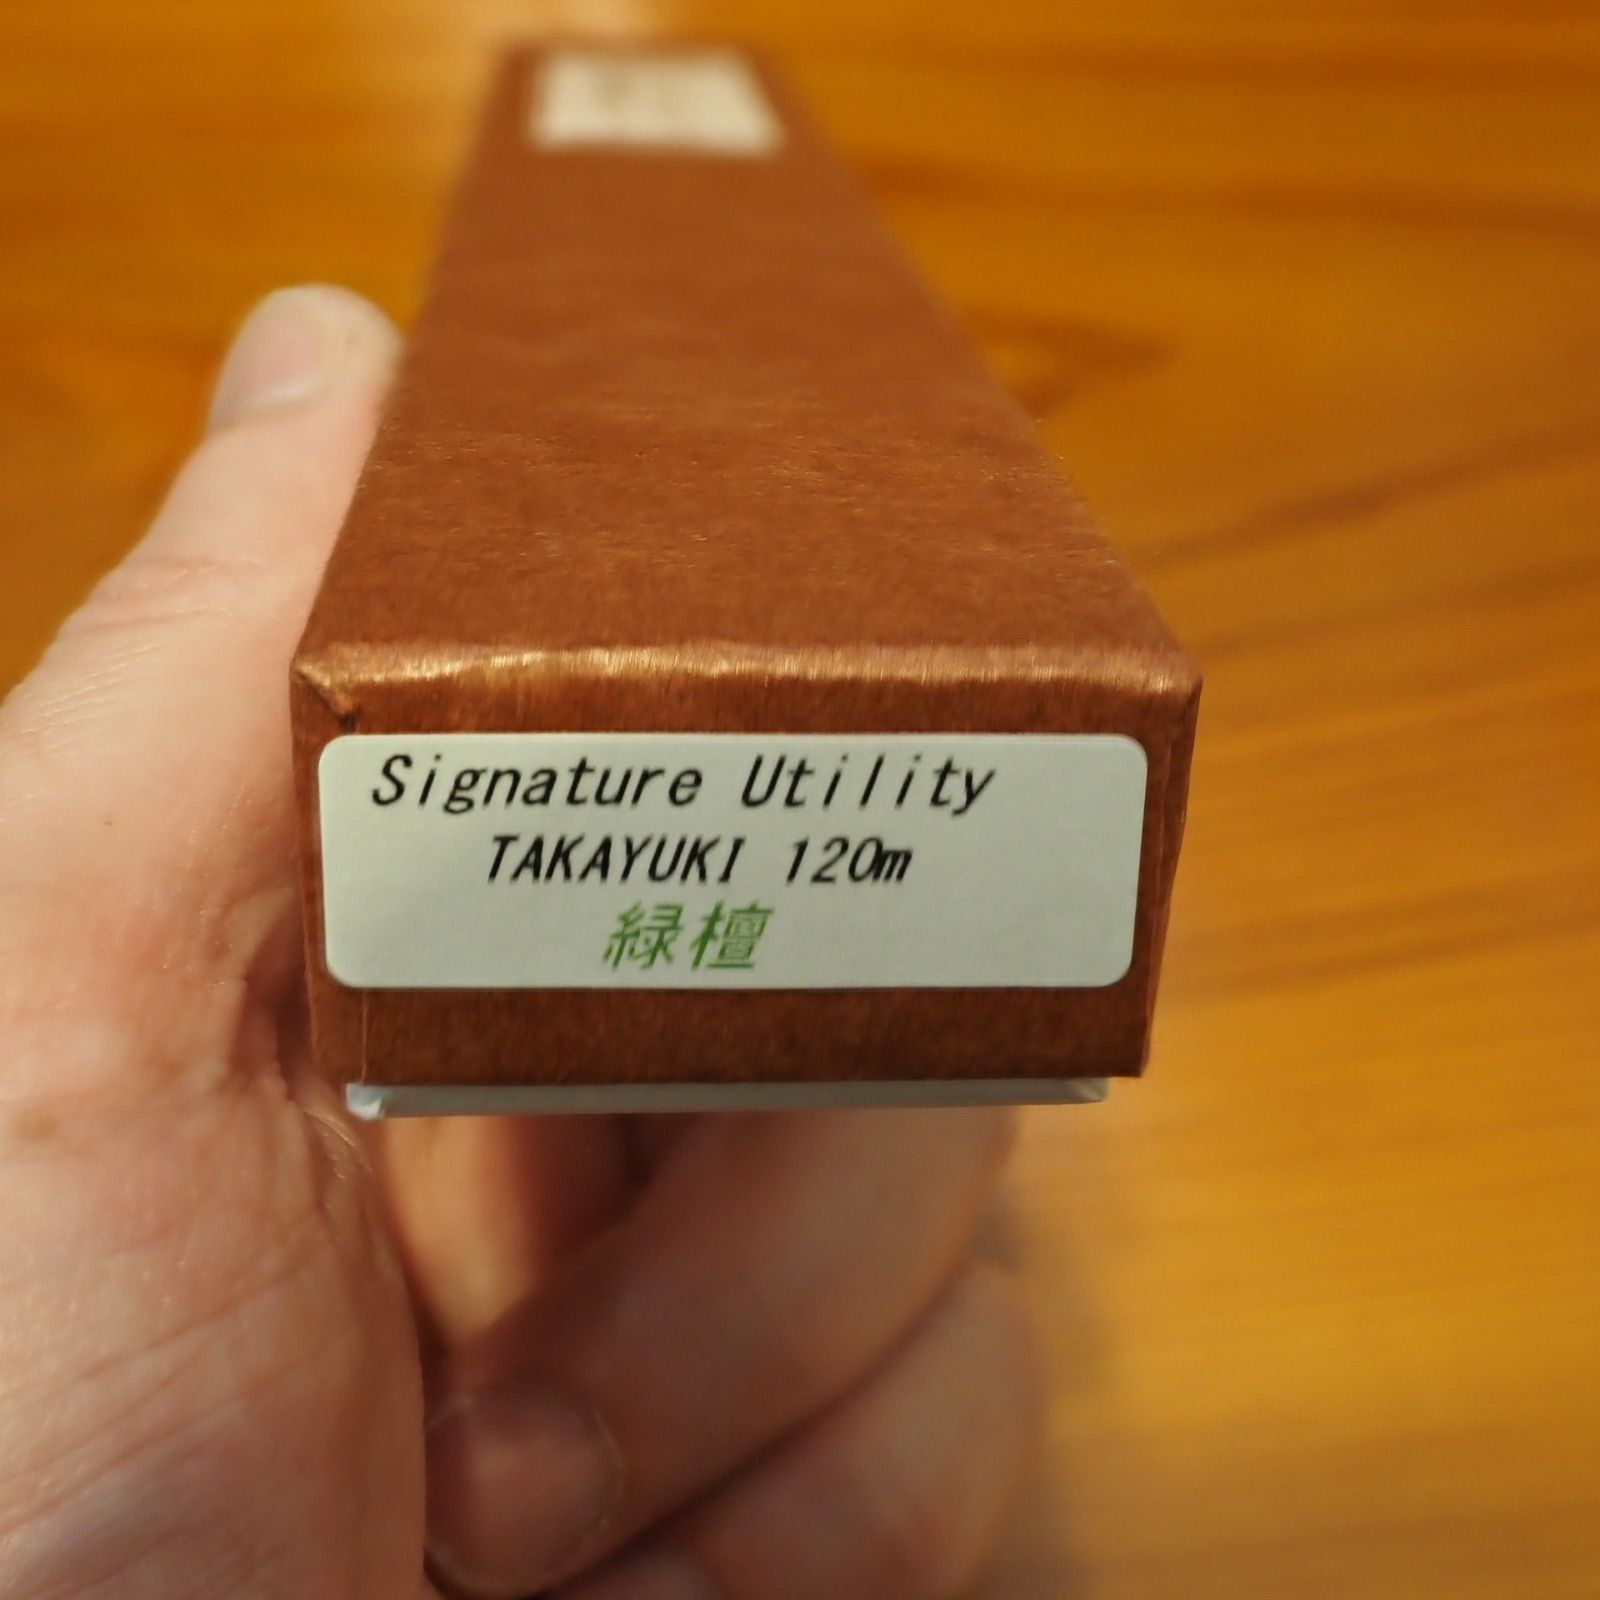 Signature Utility
TAKAYUKI 120m
緑檀